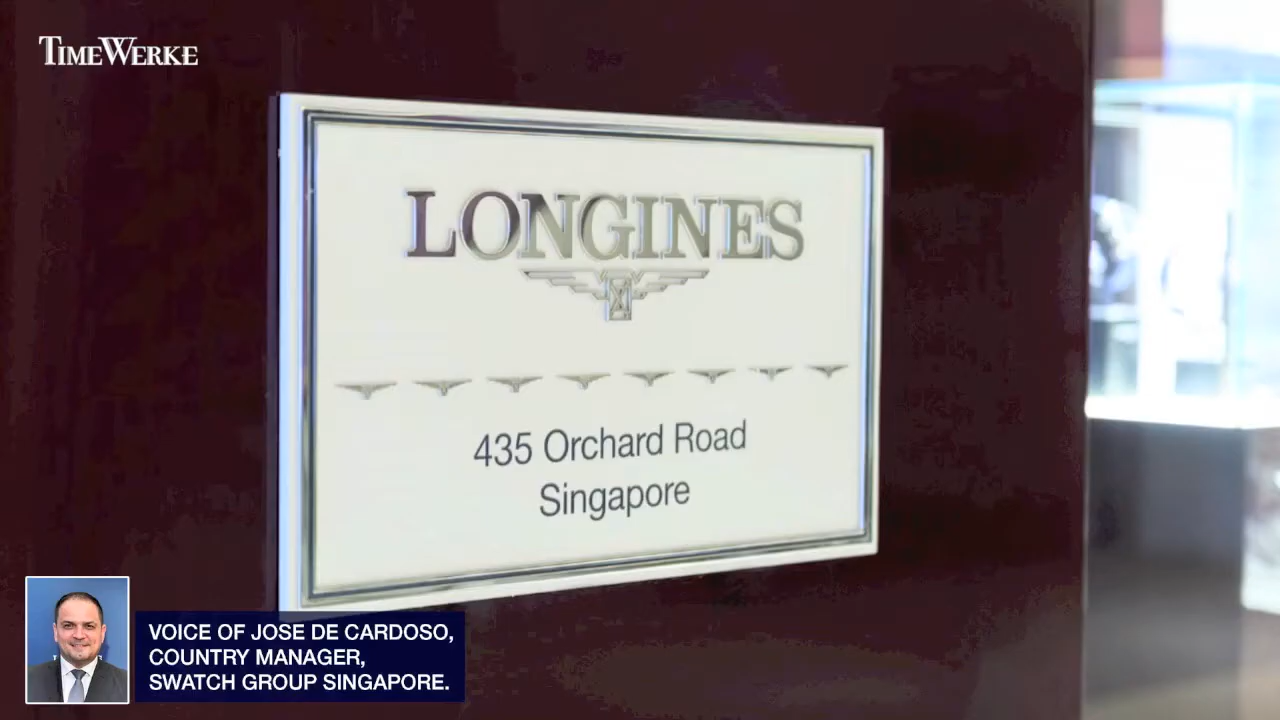 TIMEWERKE
LONGINES
435 Orchard Road
Singapore
VOICE OF JOSE DE CARDOSO,
COUNTRY MANAGER,
SWATCH GROUP SINGAPORE.